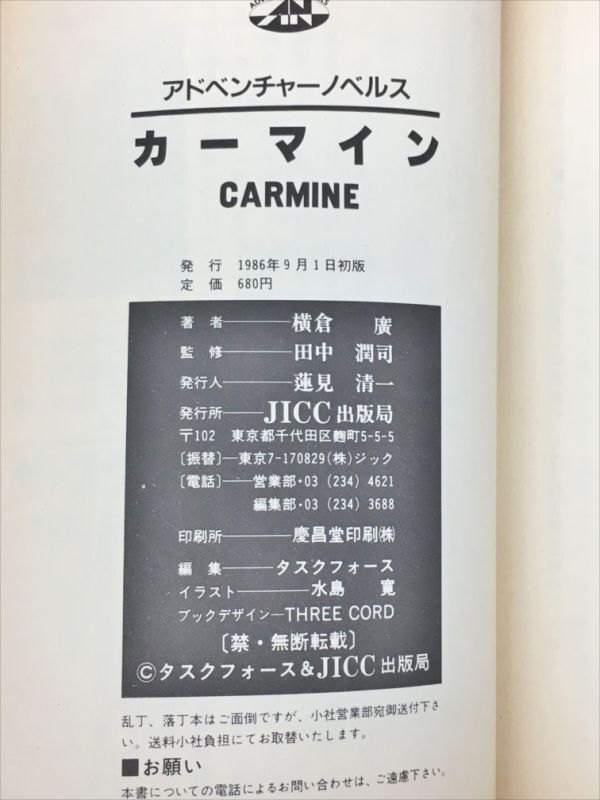 アドベンチャーノベルス
カーマイン
CARMINE
発 行 1986年9月1日初版
定 価 680円
著 者──横倉 廣
監 修──田中 潤司
発行人──蓮見 清一
発行所──JICC出版局
〒102 東京都千代田区麴町5-5-5
〔振替〕─東京7-170829(株)ジック
〔電話〕─営業部・03 (234) 4621
編集部・03 (234) 3688
印刷所──慶昌堂印刷㈱
編 集──タスクフォース
イラスト──水島 寛
ブックデザイン─THREE CORD
〔禁・無断転載〕
©タスクフォース&JICC出版局
乱丁、落丁本はご面倒ですが、小社営業部宛御送付下さ
い。送料小社負担にてお取替いたします。
■お願い
本書についての電話によるお問い合わせは、ご遠慮下さい。